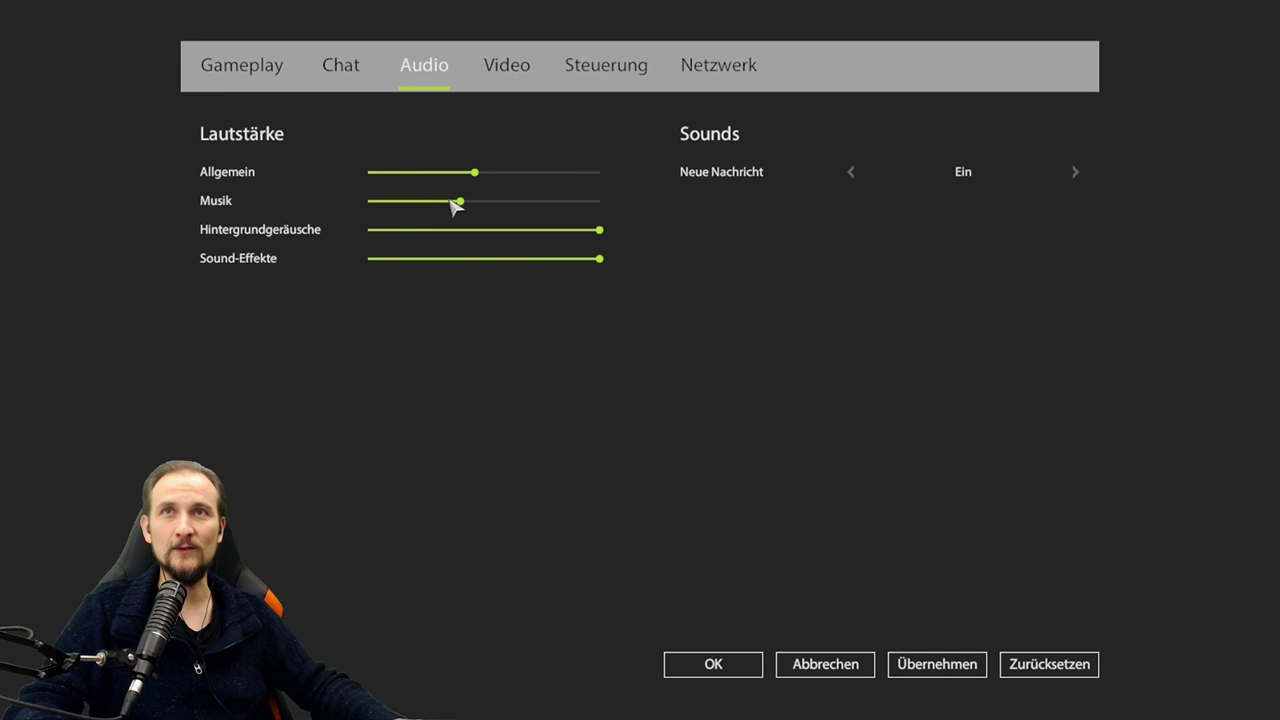 Gameplay Chat Audio Video Steuerung Netzwerk
Lautstärke
Allgemein
Musik
Hintergrundgeräusche
Sound-Effekte
Sounds
Neue Nachricht Ein
OK Abbrechen Übernehmen Zurücksetzen